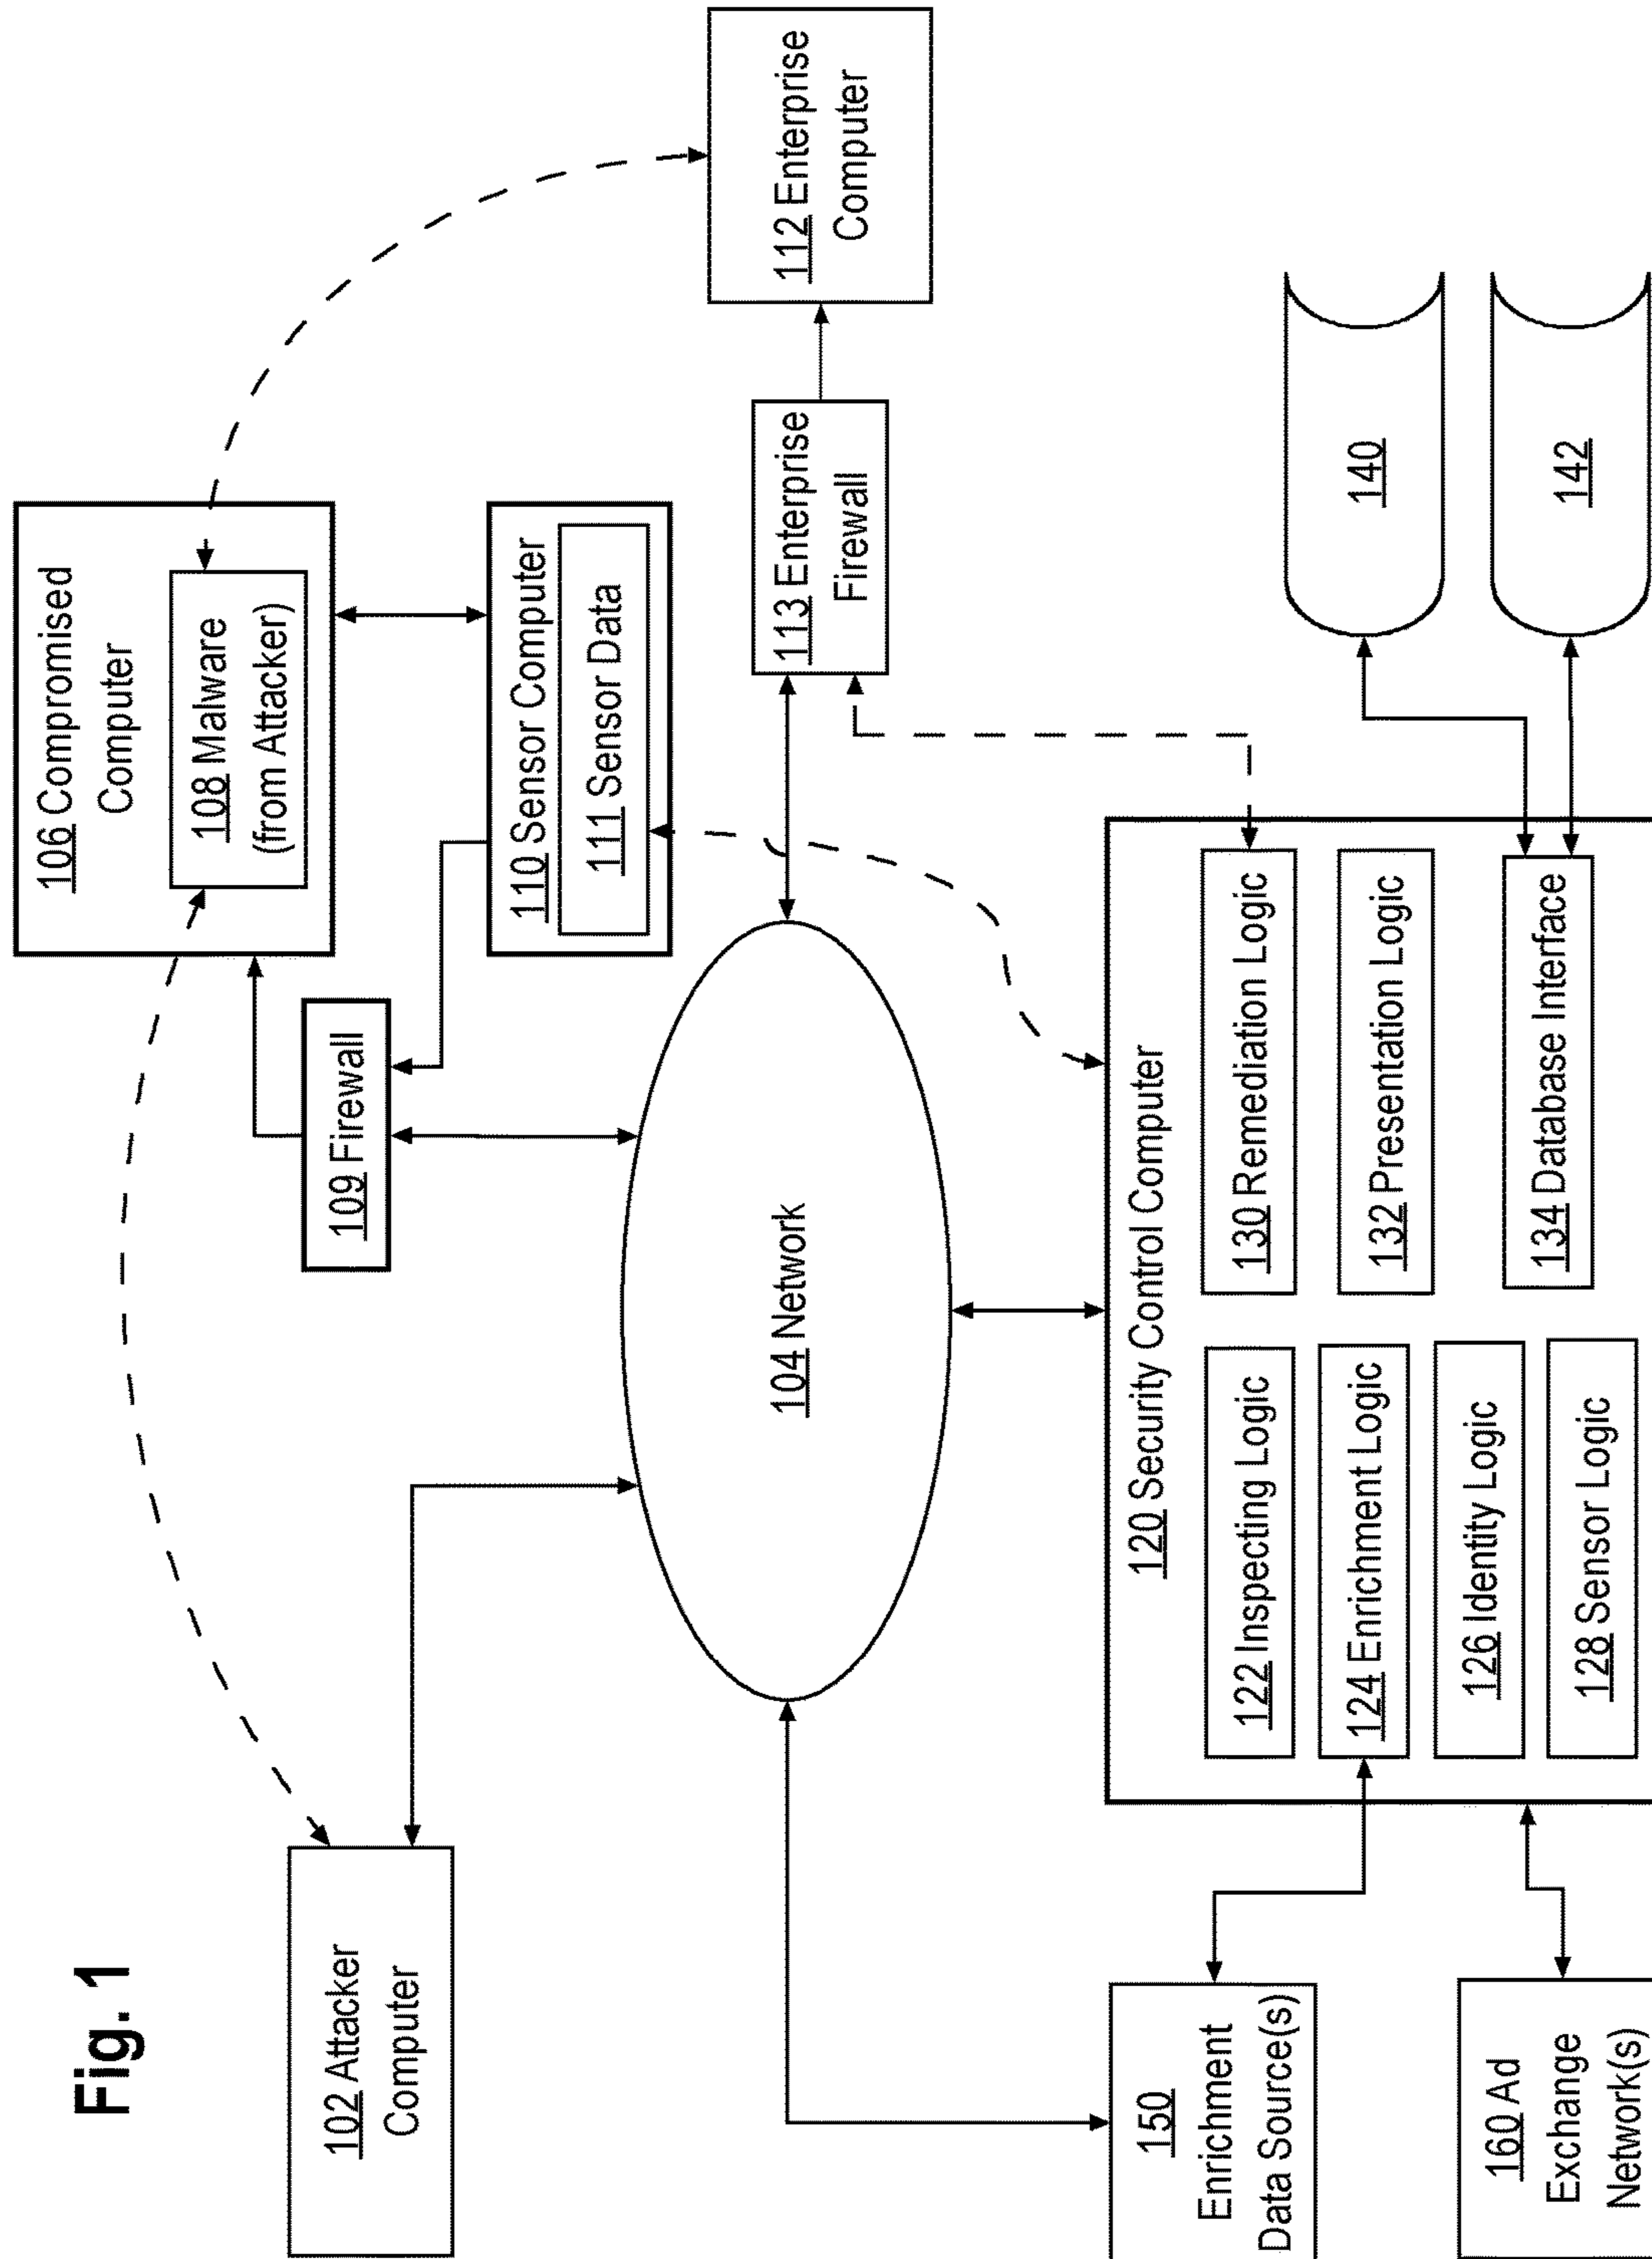 Fig. 1
102 Attacker
Computer
106 Compromised
Computer
108 Malware
(from Attacker)
109 Firewall
110 Sensor Computer
111 Sensor Data
104 Network
113 Enterprise
Firewall
112 Enterprise
Computer
120 Security Control Computer
122 Inspecting Logic
124 Enrichment Logic
126 Identity Logic
128 Sensor Logic
130 Remediation Logic
132 Presentation Logic
134 Database Interface
140
142
150
Enrichment
Data Source(s)
160 Ad
Exchange
Network(s)